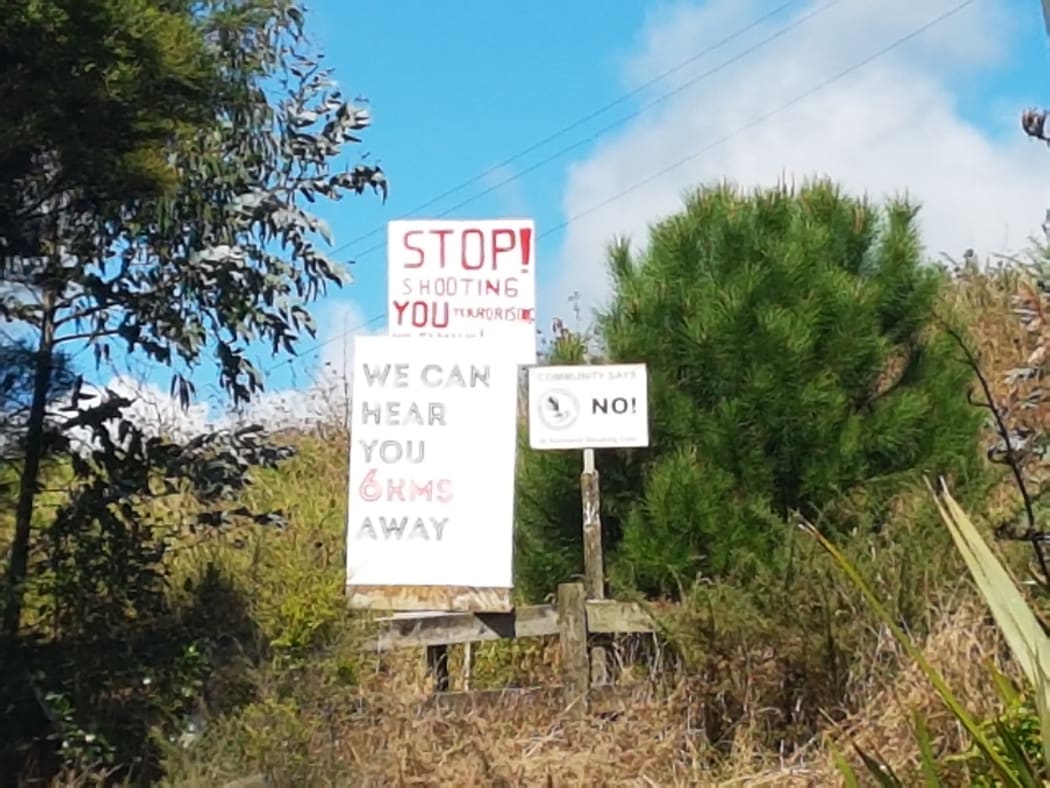 STOP!
SHOOTING
YOU TERRORISING
WE CAN
HEAR
YOU
6KMS
AWAY
COMMUNITY SAYS
NO!